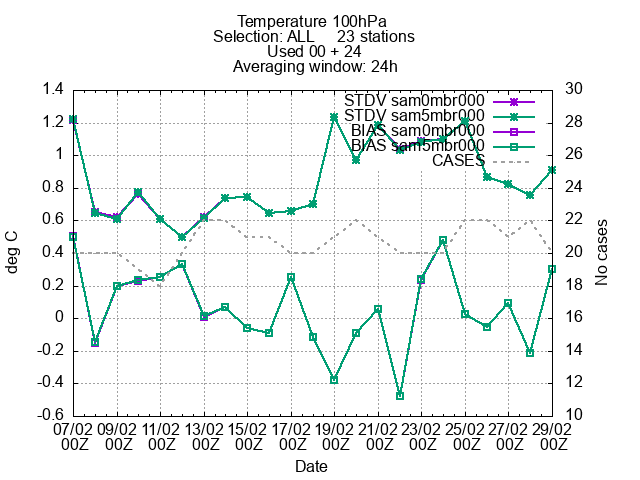 Temperature 100hPa
Selection: ALL 23 stations
Used 00 + 24
Averaging window: 24h
STDV sam0mbr000
STDV sam5mbr000
BIAS sam0mbr000
BIAS sam5mbr000
CASES
deg C
1.4
1.2
1
0.8
0.6
0.4
0.2
0
-0.2
-0.4
-0.6
No cases
30
28
26
24
22
20
18
16
14
12
10
07/02 09/02 11/02 13/02 15/02 17/02 19/02 21/02 23/02 25/02 27/02 29/02
00Z 00Z 00Z 00Z 00Z 00Z 00Z 00Z 00Z 00Z 00Z 00Z
Date